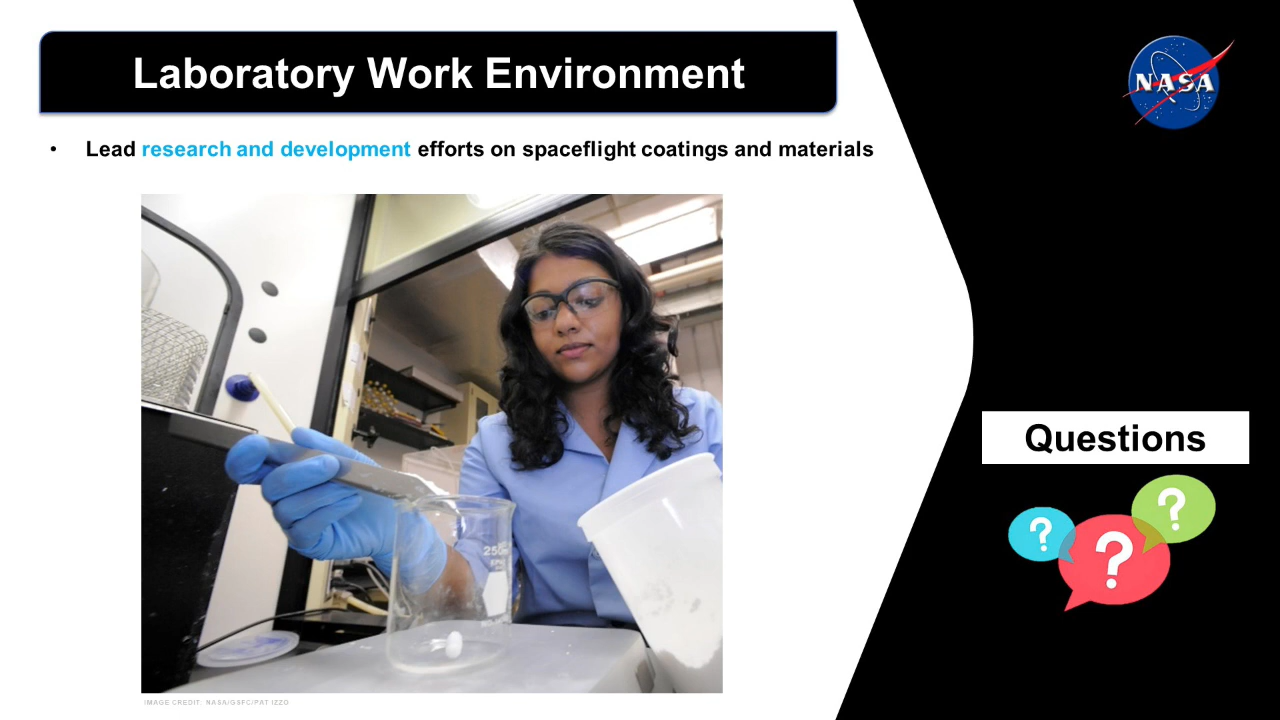 Laboratory Work Environment
NASA
• Lead research and development efforts on spaceflight coatings and materials
250
Questions
? ? ?
IMAGE CREDIT: NASA/GSFC/PAT IZZO